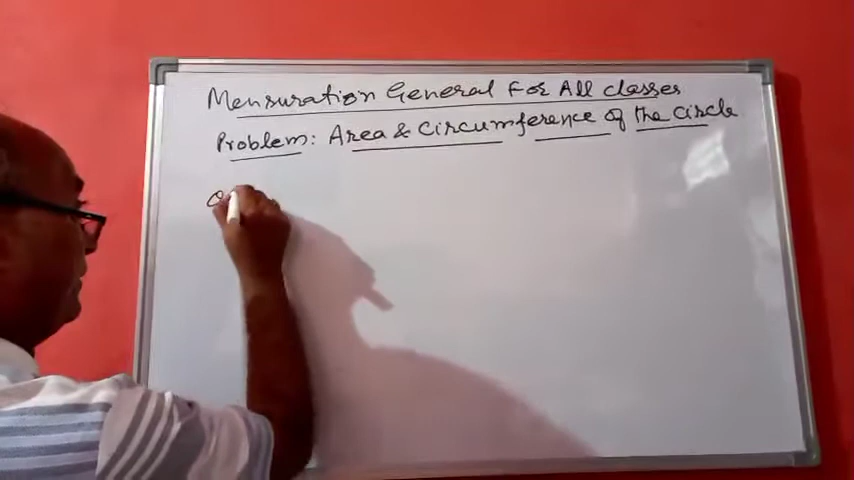 Mensuration General For All classes
Problem: Area & Circumference of the Circle